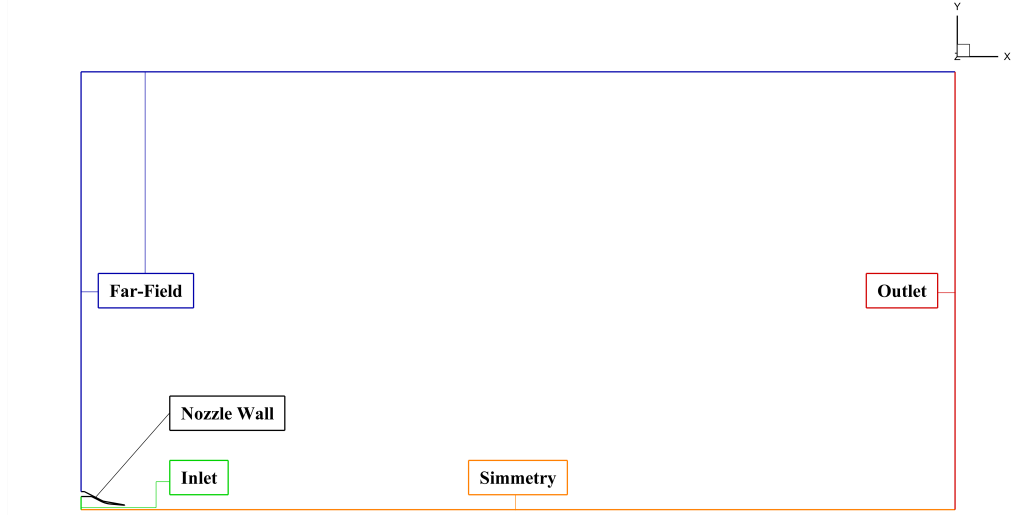 Y
Z
X
Far-Field
Outlet
Nozzle Wall
Inlet
Simmetry